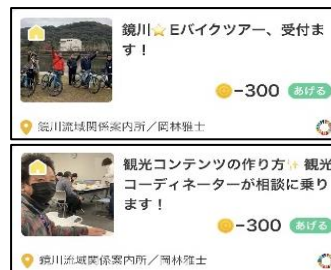 鏡川⭐Eバイクツアー、受付ま
す！
-300 あげる
鏡川流域関係案内所／岡林雅士
観光コンテンツの作り方✨観光
コーディネーターが相談に乗り
ます！
-300 あげる
鏡川流域関係案内所／岡林雅士